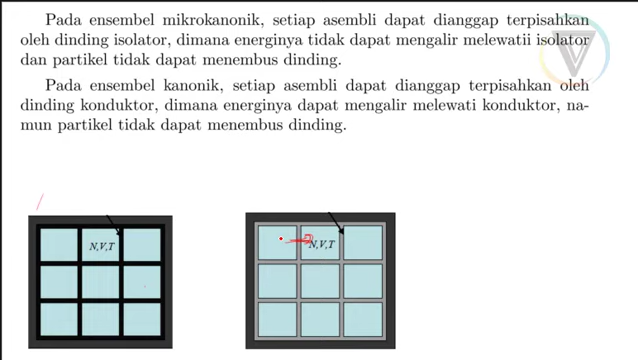 Pada ensembel mikrokanonik, setiap asembli dapat dianggap terpisahkan
oleh dinding isolator, dimana energinya tidak dapat mengalir melewatii isolator
dan partikel tidak dapat menembus dinding.
Pada ensembel kanonik, setiap asembli dapat dianggap terpisahkan oleh
dinding konduktor, dimana energinya dapat mengalir melewati konduktor, na-
mun partikel tidak dapat menembus dinding.
N,V,T
N,V,T